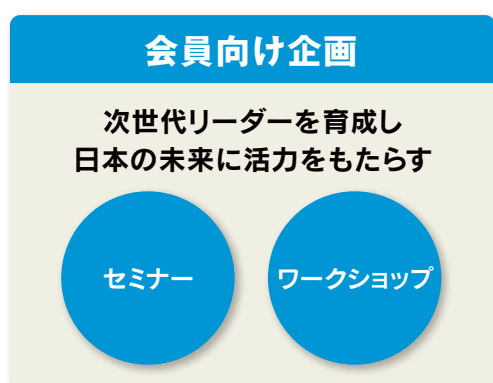 会員向け企画
次世代リーダーを育成し
日本の未来に活力をもたらす
セミナー
ワークショップ